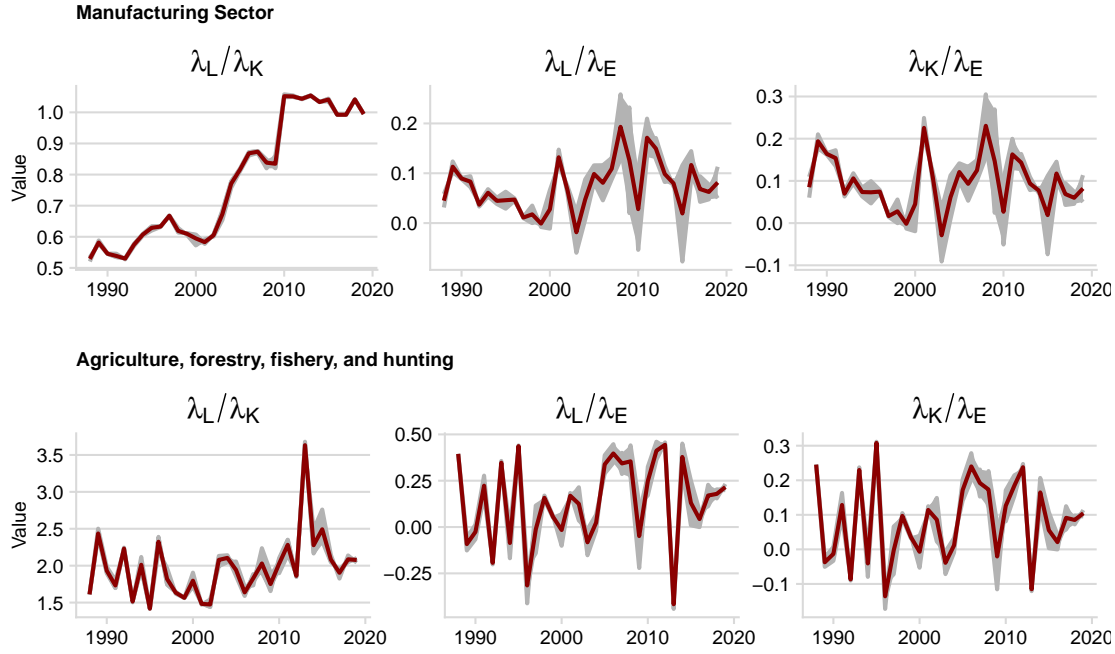 Manufacturing Sector
λL/λK
λL/λE
λK/λE
Value
1.0
0.9
0.8
0.7
0.6
0.5
0.2
0.1
0.0
0.3
0.2
0.1
0.0
−0.1
1990 2000 2010 2020
1990 2000 2010 2020
1990 2000 2010 2020
Agriculture, forestry, fishery, and hunting
λL/λK
λL/λE
λK/λE
Value
3.5
3.0
2.5
2.0
1.5
0.50
0.25
0.00
−0.25
0.3
0.2
0.1
0.0
−0.1
1990 2000 2010 2020
1990 2000 2010 2020
1990 2000 2010 2020